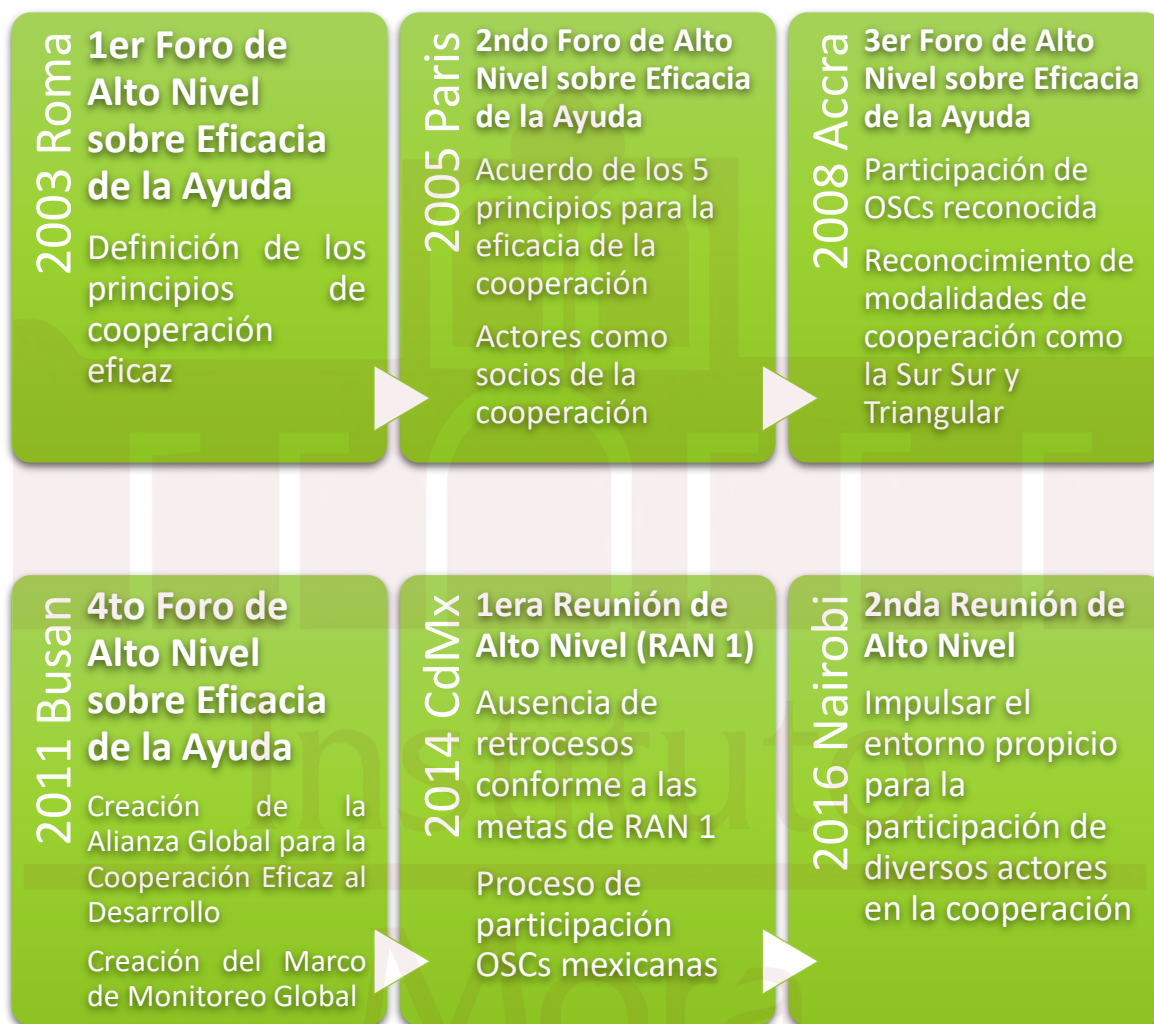 2003 Roma
1er Foro de
Alto Nivel
sobre Eficacia
de la Ayuda
Definición de los
principios de
cooperación
eficaz
2005 Paris
2ndo Foro de Alto
Nivel sobre Eficacia
de la Ayuda
Acuerdo de los 5
principios para la
eficacia de la
cooperación
Actores como
socios de la
cooperación
2008 Accra
3er Foro de Alto
Nivel sobre Eficacia
de la Ayuda
Participación de
OSCs reconocida
Reconocimiento de
modalidades de
cooperación como
la Sur Sur y
Triangular
2011 Busan
4to Foro de
Alto Nivel
sobre Eficacia
de la Ayuda
Creación de la
Alianza Global para la
Cooperación Eficaz al
Desarrollo
Creación del Marco
de Monitoreo Global
2014 CdMx
1era Reunión de
Alto Nivel (RAN 1)
Ausencia de
retrocesos
conforme a las
metas de RAN 1
Proceso de
participación
OSCs mexicanas
2016 Nairobi
2nda Reunión de
Alto Nivel
Impulsar el
entorno propicio
para la
participación de
diversos actores
en la cooperación
Instituto
Mora